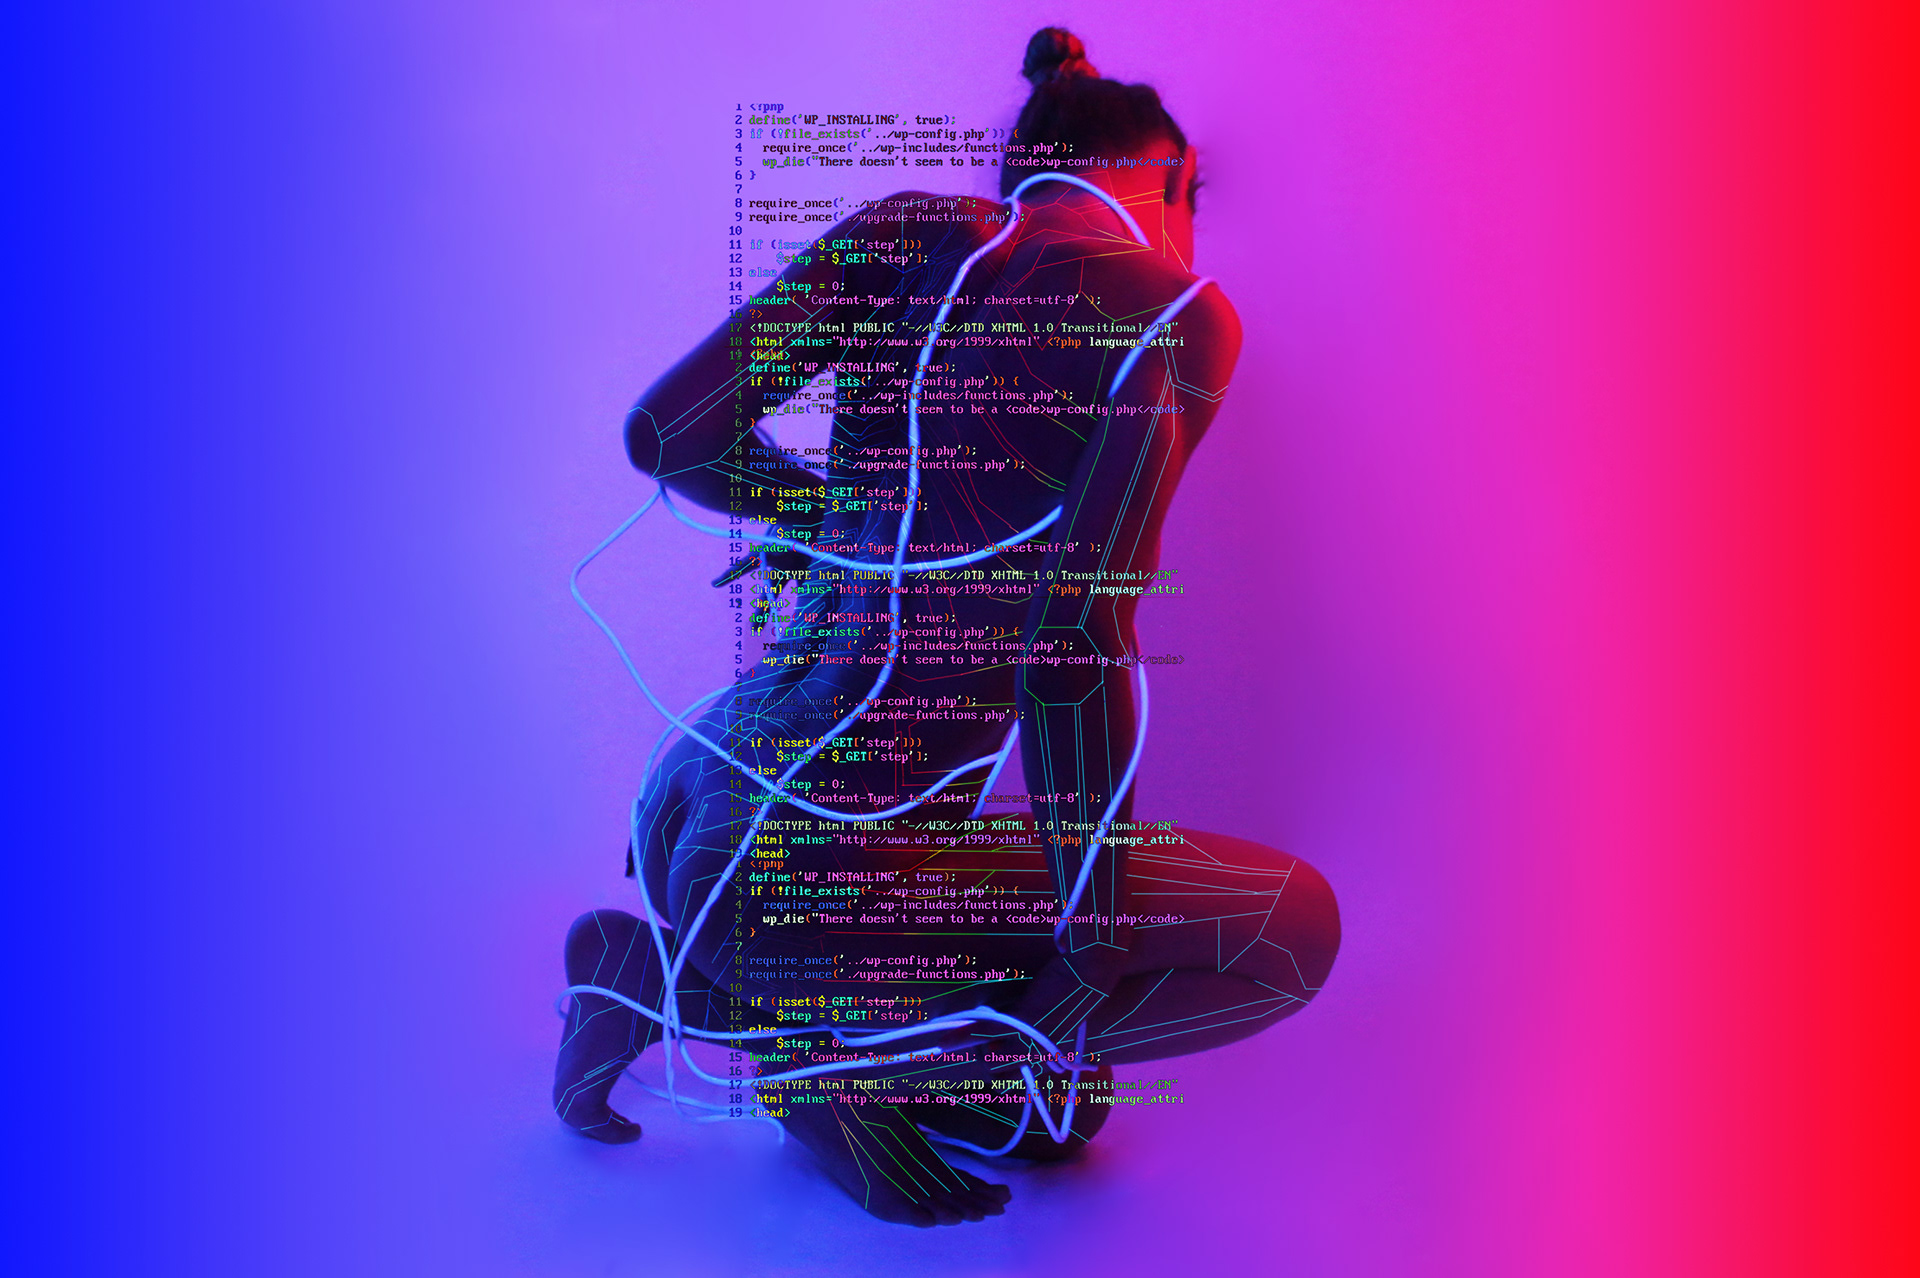 1 <?php
2 define('WP_INSTALLING', true);
3 if (!file_exists('../wp-config.php')) {
4 require_once('../wp-includes/functions.php');
5 wp_die("There doesn't seem to be a <code>wp-config.php</code>
6 }
7
8 require_once('../wp-config.php');
9 require_once('./upgrade-functions.php');
10
11 if (isset($_GET['step']))
12 $step = $_GET['step'];
13 else
14 $step = 0;
15 header( 'Content-Type: text/html; charset=utf-8' );
16 ?>
17 <!DOCTYPE html PUBLIC "-//W3C//DTD XHTML 1.0 Transitional//EN"
18 <html xmlns="http://www.w3.org/1999/xhtml" <?php language_attri
19 <head>
2 define('WP_INSTALLING', true);
3 if (!file_exists('../wp-config.php')) {
4 require_once('../wp-includes/functions.php');
5 wp_die("There doesn't seem to be a <code>wp-config.php</code>
6 }
7
8 require_once('../wp-config.php');
9 require_once('./upgrade-functions.php');
10
11 if (isset($_GET['step']))
12 $step = $_GET['step'];
13 else
14 $step = 0;
15 header( 'Content-Type: text/html; charset=utf-8' );
16 ?>
17 <!DOCTYPE html PUBLIC "-//W3C//DTD XHTML 1.0 Transitional//EN"
18 <html xmlns="http://www.w3.org/1999/xhtml" <?php language_attri
19 <head>
2 define('WP_INSTALLING', true);
3 if (!file_exists('../wp-config.php')) {
4 require_once('../wp-includes/functions.php');
5 wp_die("There doesn't seem to be a <code>wp-config.php</code>
6 }
8 require_once('../wp-config.php');
9 require_once('./upgrade-functions.php');
11 if (isset($_GET['step']))
12 $step = $_GET['step'];
13 else
14 $step = 0;
15 header( 'Content-Type: text/html; charset=utf-8' );
16 ?>
17 <!DOCTYPE html PUBLIC "-//W3C//DTD XHTML 1.0 Transitional//EN"
18 <html xmlns="http://www.w3.org/1999/xhtml" <?php language_attri
19 <head>
1 <?php
2 define('WP_INSTALLING', true);
3 if (!file_exists('../wp-config.php')) {
4 require_once('../wp-includes/functions.php');
5 wp_die("There doesn't seem to be a <code>wp-config.php</code>
6 }
7
8 require_once('../wp-config.php');
9 require_once('./upgrade-functions.php');
10
11 if (isset($_GET['step']))
12 $step = $_GET['step'];
13 else
14 $step = 0;
15 header( 'Content-Type: text/html; charset=utf-8' );
16 ?>
17 <!DOCTYPE html PUBLIC "-//W3C//DTD XHTML 1.0 Transitional//EN"
18 <html xmlns="http://www.w3.org/1999/xhtml" <?php language_attri
19 <head>